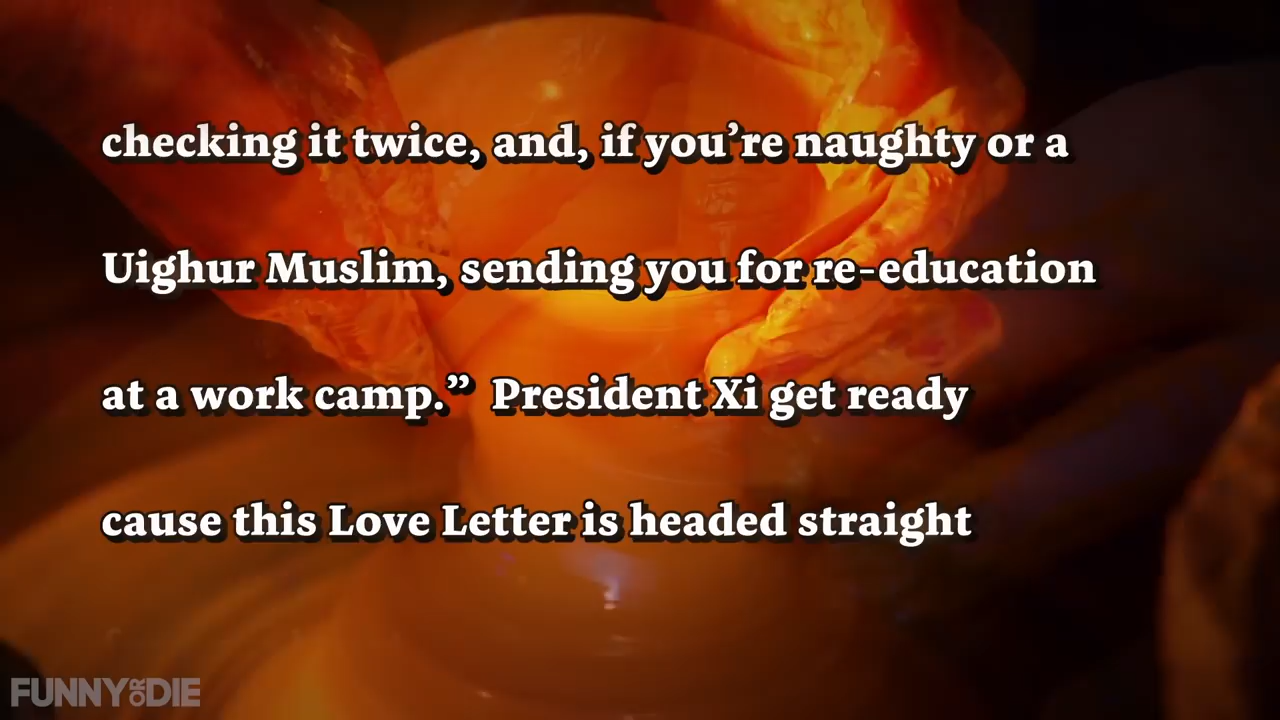 checking it twice, and, if you’re naughty or a
Uighur Muslim, sending you for re-education
at a work camp.”  President Xi get ready
cause this Love Letter is headed straight
FUNNY OR DIE